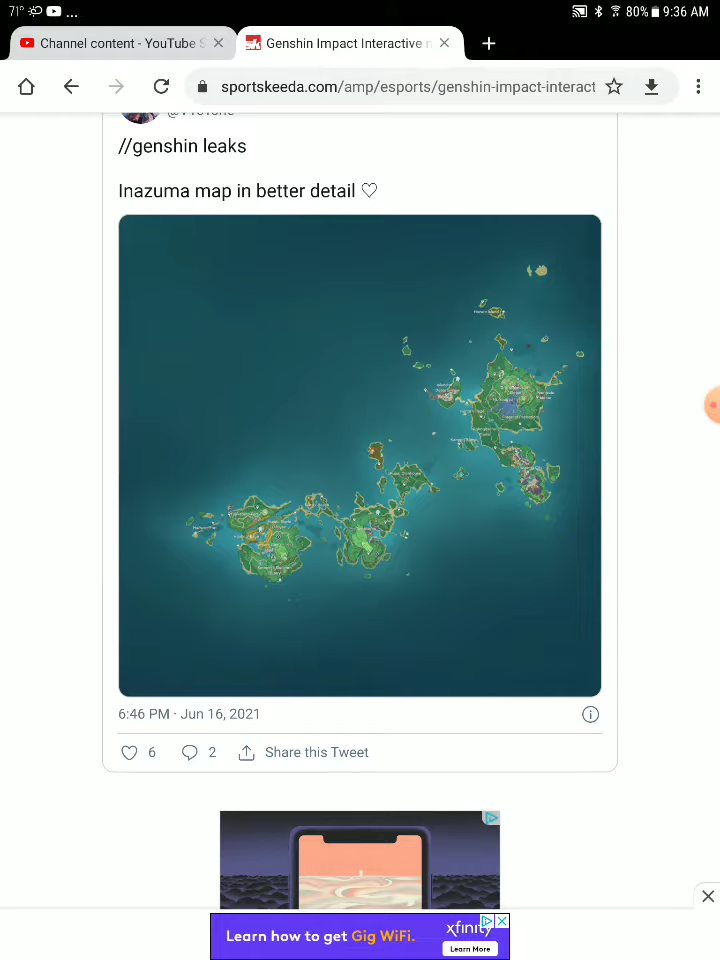 71°
...
80%
9:36 AM
Channel content - YouTube S
Genshin Impact Interactive n
sportskeeda.com/amp/esports/genshin-impact-interact
//genshin leaks
Inazuma map in better detail ♡
6:46 PM · Jun 16, 2021
6
2
Share this Tweet
Learn how to get Gig WiFi.
xfinity
Learn More